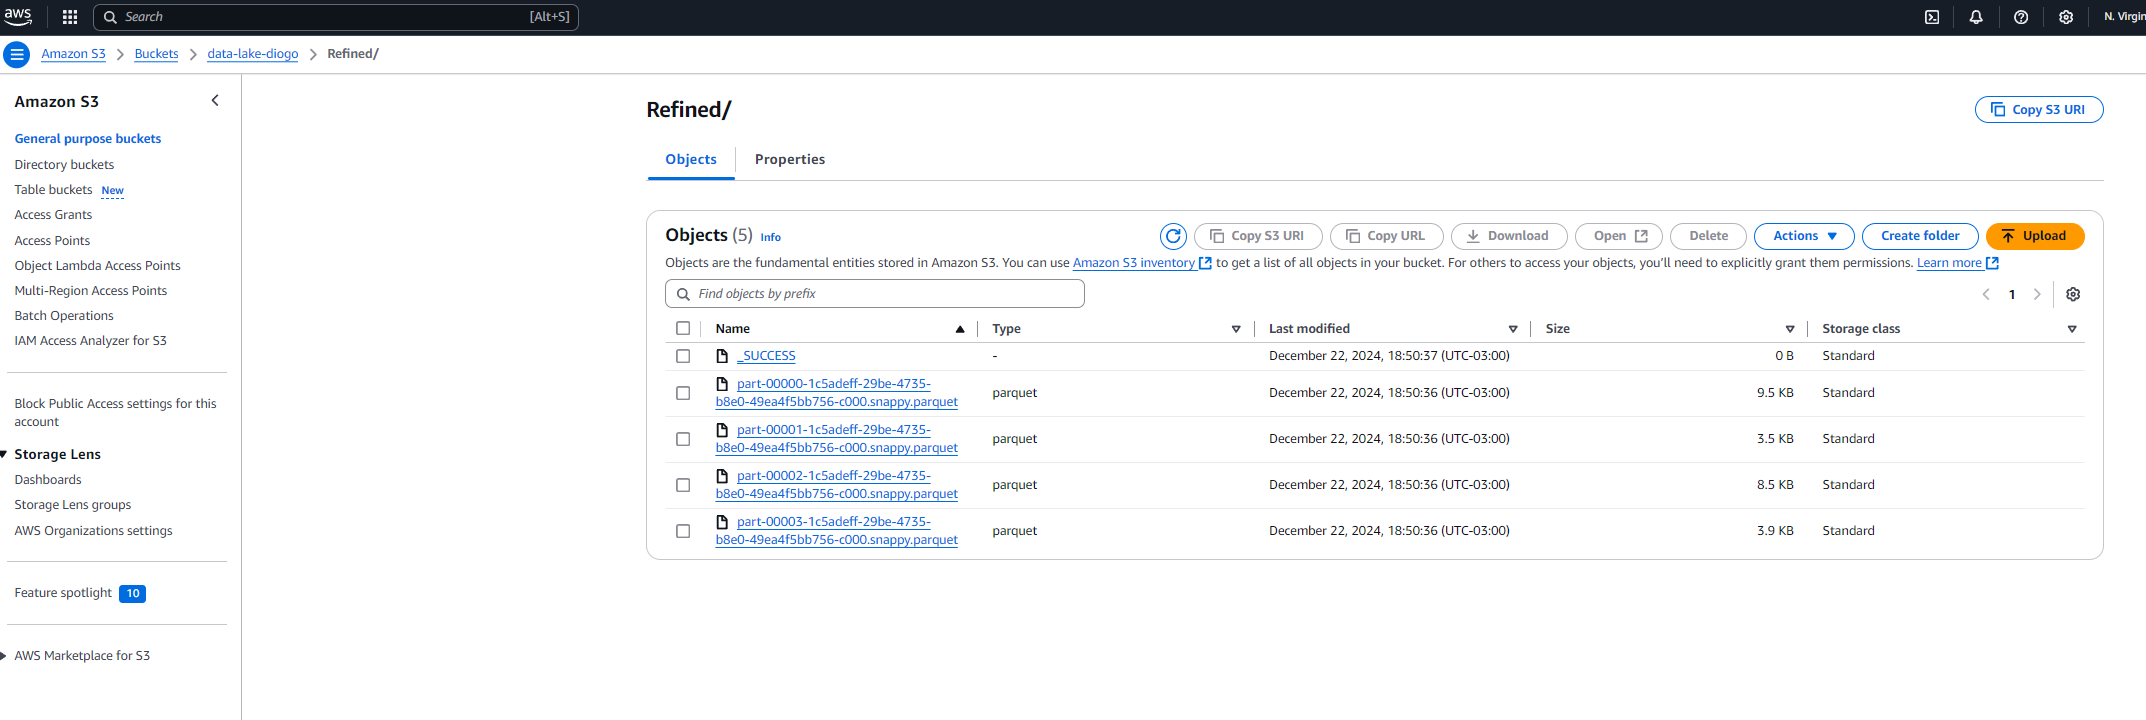 aws
Search
[Alt+S]
N. Virgin
Amazon S3
Buckets
data-lake-diogo
Refined/
Amazon S3
General purpose buckets
Directory buckets
Table buckets New
Access Grants
Access Points
Object Lambda Access Points
Multi-Region Access Points
Batch Operations
IAM Access Analyzer for S3
Block Public Access settings for this
account
Storage Lens
Dashboards
Storage Lens groups
AWS Organizations settings
Feature spotlight 10
AWS Marketplace for S3
Refined/
Copy S3 URI
Objects
Properties
Objects (5) Info
Copy S3 URI
Copy URL
Download
Open
Delete
Actions
Create folder
Upload
Objects are the fundamental entities stored in Amazon S3. You can use Amazon S3 inventory to get a list of all objects in your bucket. For others to access your objects, you'll need to explicitly grant them permissions. Learn more
Find objects by prefix
1
Name Type Last modified Size Storage class
_SUCCESS - December 22, 2024, 18:50:37 (UTC-03:00) 0 B Standard
part-00000-1c5adeff-29be-4735-
b8e0-49ea4f5bb756-c000.snappy.parquet parquet December 22, 2024, 18:50:36 (UTC-03:00) 9.5 KB Standard
part-00001-1c5adeff-29be-4735-
b8e0-49ea4f5bb756-c000.snappy.parquet parquet December 22, 2024, 18:50:36 (UTC-03:00) 3.5 KB Standard
part-00002-1c5adeff-29be-4735-
b8e0-49ea4f5bb756-c000.snappy.parquet parquet December 22, 2024, 18:50:36 (UTC-03:00) 8.5 KB Standard
part-00003-1c5adeff-29be-4735-
b8e0-49ea4f5bb756-c000.snappy.parquet parquet December 22, 2024, 18:50:36 (UTC-03:00) 3.9 KB Standard